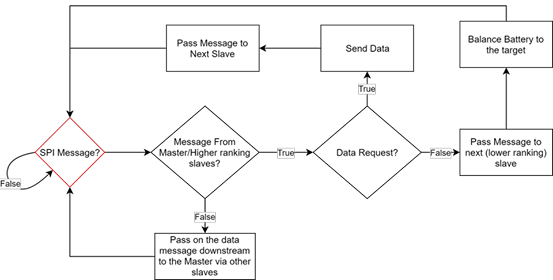 Pass Message to
Next Slave
Send Data
Balance Battery to
the target
True
SPI Message?
False
Message From
Master/Higher ranking
slaves?
True
Data Request?
False
Pass Message to
next (lower ranking)
slave
False
Pass on the data
message downstream
to the Master via other
slaves